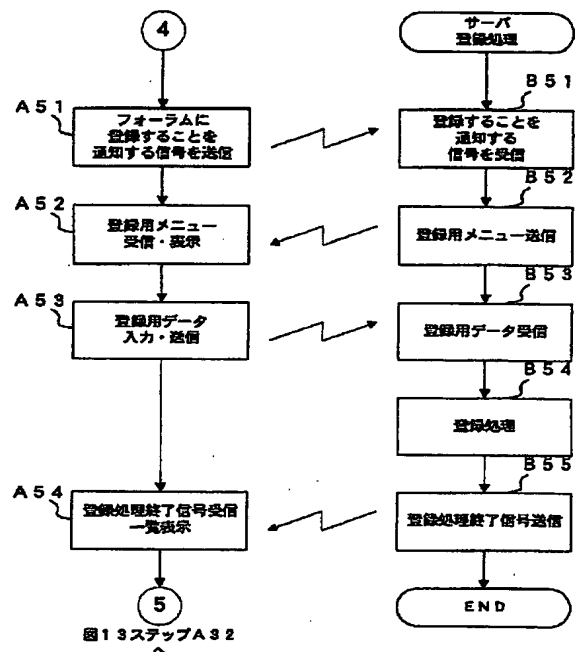 4
サーバ
登録処理
A51
フォーラムに
登録することを
通知する信号を送信
B51
登録することを
通知する
信号を受信
A52
登録用メニュー
受信・表示
B52
登録用メニュー送信
A53
登録用データ
入力・送信
B53
登録用データ受信
B54
登録処理
A54
登録処理終了信号受信
一覧表示
B55
登録処理終了信号送信
5
図13ステップA32
へ
END